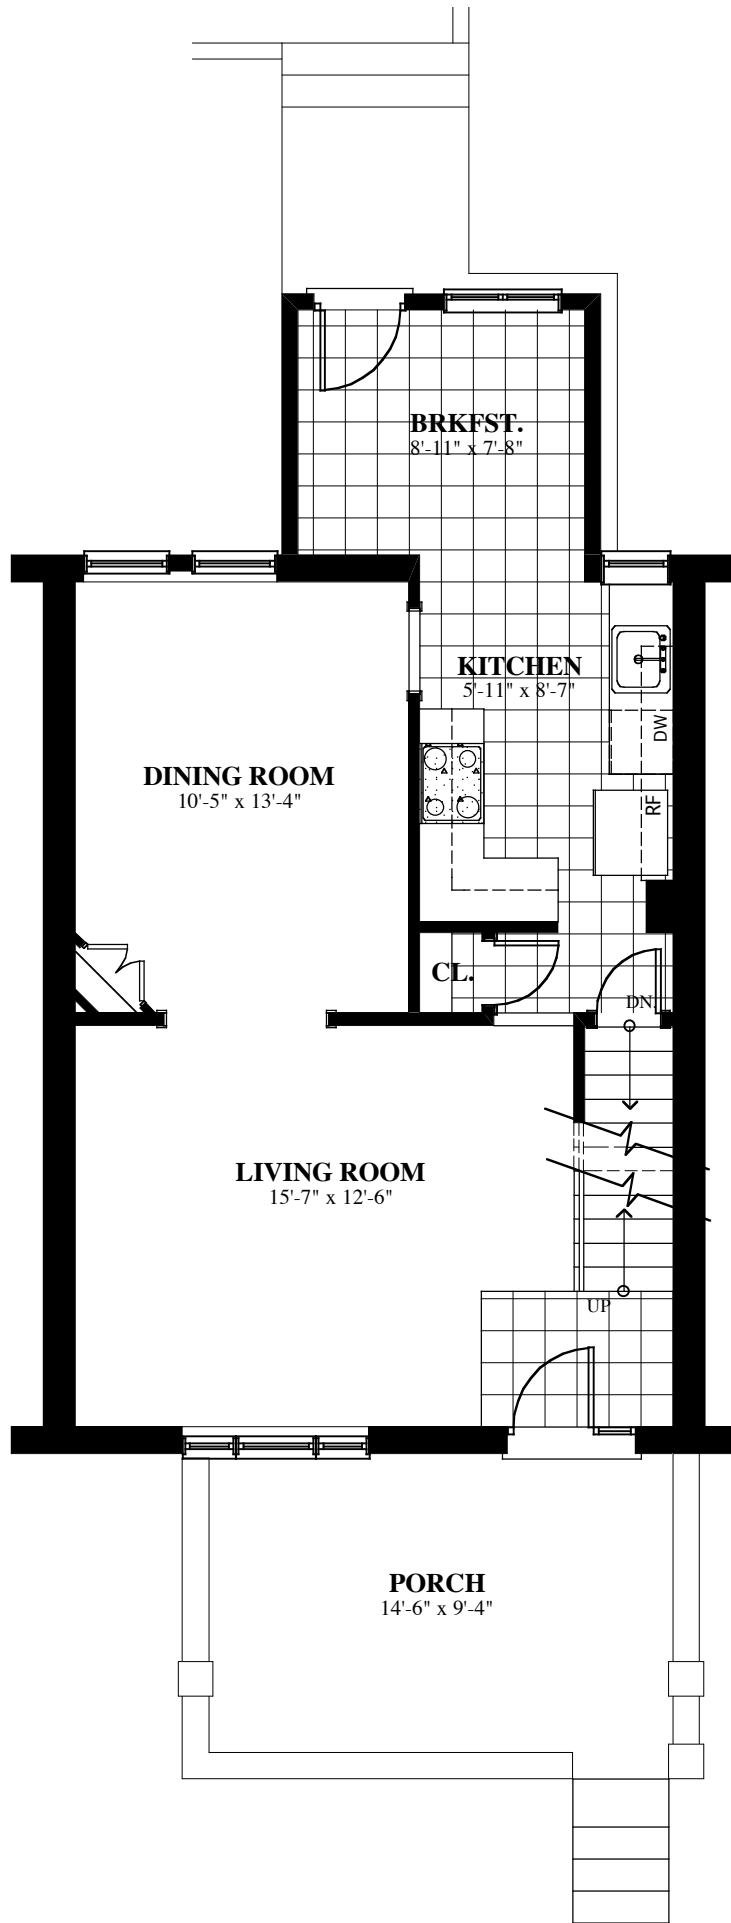 BRKFST.
8'-11" x 7'-8"
KITCHEN
5'-11" x 8'-7"
DW
DINING ROOM
10'-5" x 13'-4"
RF
CL.
DN.
LIVING ROOM
15'-7" x 12'-6"
UP
PORCH
14'-6" x 9'-4"